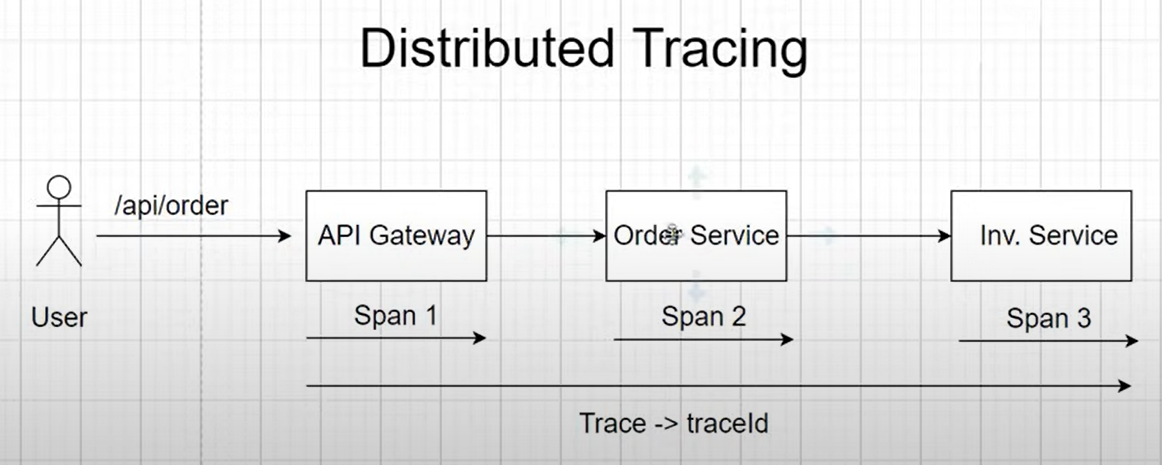 Distributed Tracing
/api/order
API Gateway
Order Service
Inv. Service
User
Span 1
Span 2
Span 3
Trace -> traceId